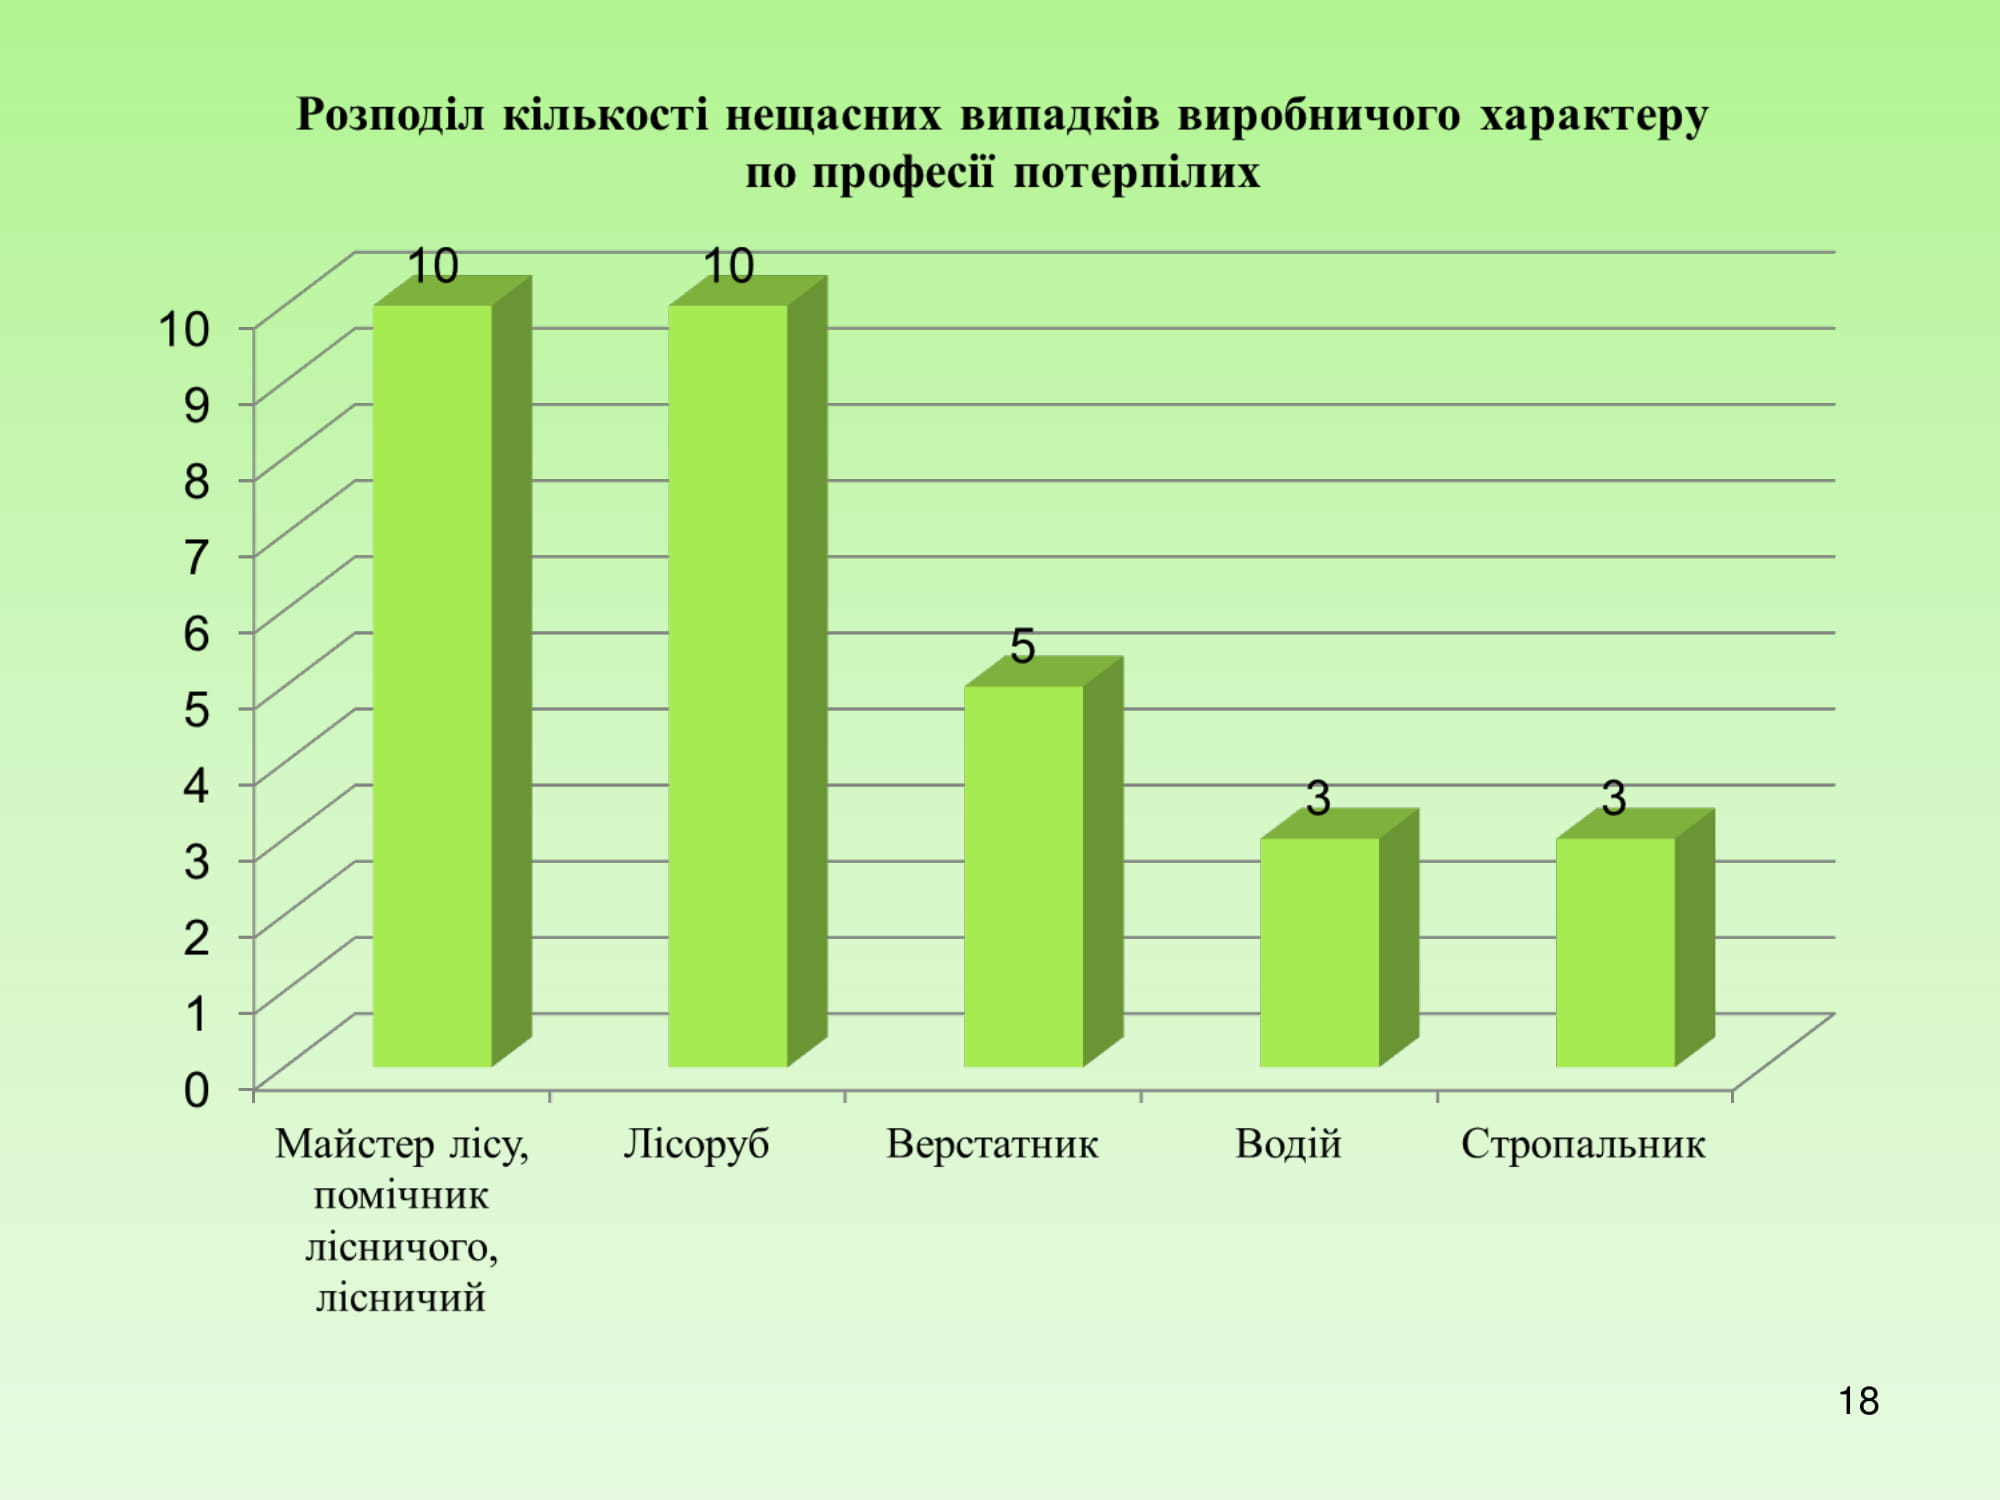 Розподіл кількості нещасних випадків виробничого характеру
по професії потерпілих
10
10
10
9
8
7
6
5
5
4
3
3
3
2
1
0
Майстер лісу,
помічник
лісничого,
лісничий
Лісоруб
Верстатник
Водій
Стропальник
18